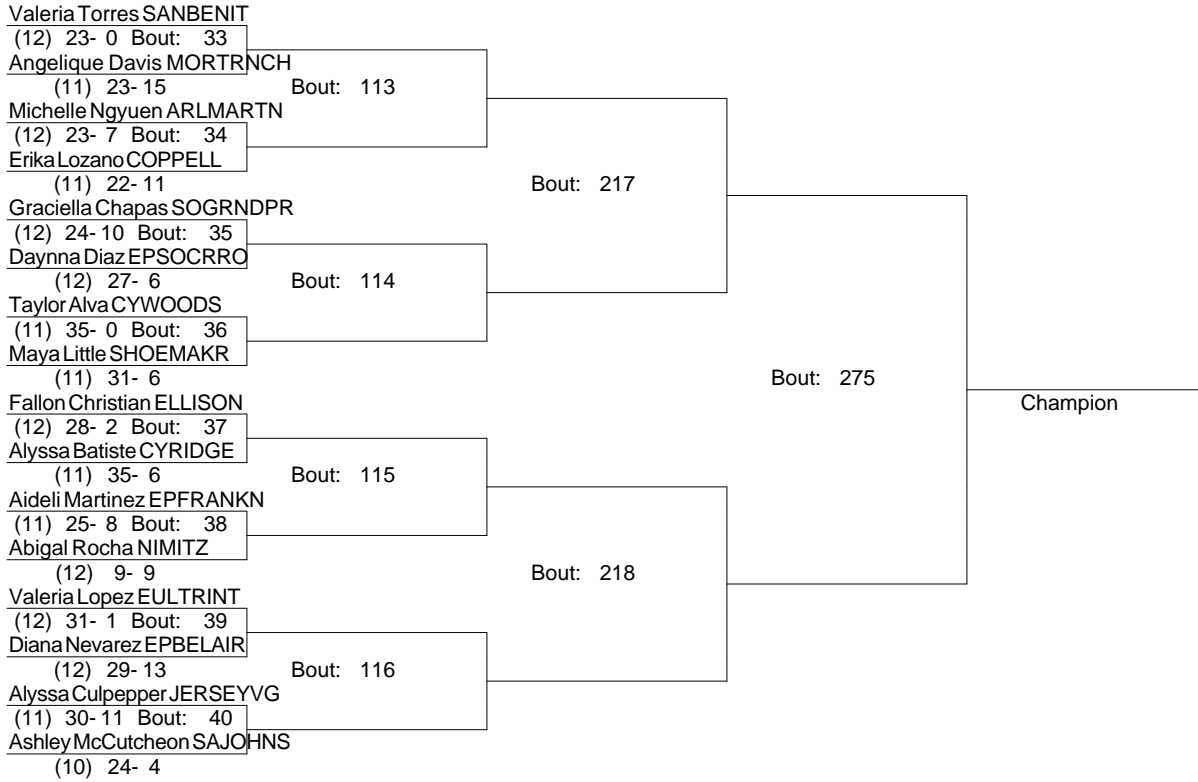 Valeria Torres SANBENIT
(12) 23- 0 Bout: 33
Angelique Davis MORTRNCH
(11) 23- 15 Bout: 113
Michelle Ngyuen ARLMARTN
(12) 23- 7 Bout: 34
Erika Lozano COPPELL
(11) 22- 11 Bout: 217
Graciella Chapas SOGRNDPR
(12) 24- 10 Bout: 35
Daynna Diaz EPSOCRRO
(12) 27- 6 Bout: 114
Taylor Alva CYWOODS
(11) 35- 0 Bout: 36
Maya Little SHOEMAKR
(11) 31- 6 Bout: 275
Fallon Christian ELLISON Champion
(12) 28- 2 Bout: 37
Alyssa Batiste CYRIDGE
(11) 35- 6 Bout: 115
Aideli Martinez EPFRANKN
(11) 25- 8 Bout: 38
Abigal Rocha NIMITZ
(12) 9- 9 Bout: 218
Valeria Lopez EULTRINT
(12) 31- 1 Bout: 39
Diana Nevarez EPBELAIR
(12) 29- 13 Bout: 116
Alyssa Culpepper JERSEYVG
(11) 30- 11 Bout: 40
Ashley McCutcheon SAJOHNS
(10) 24- 4